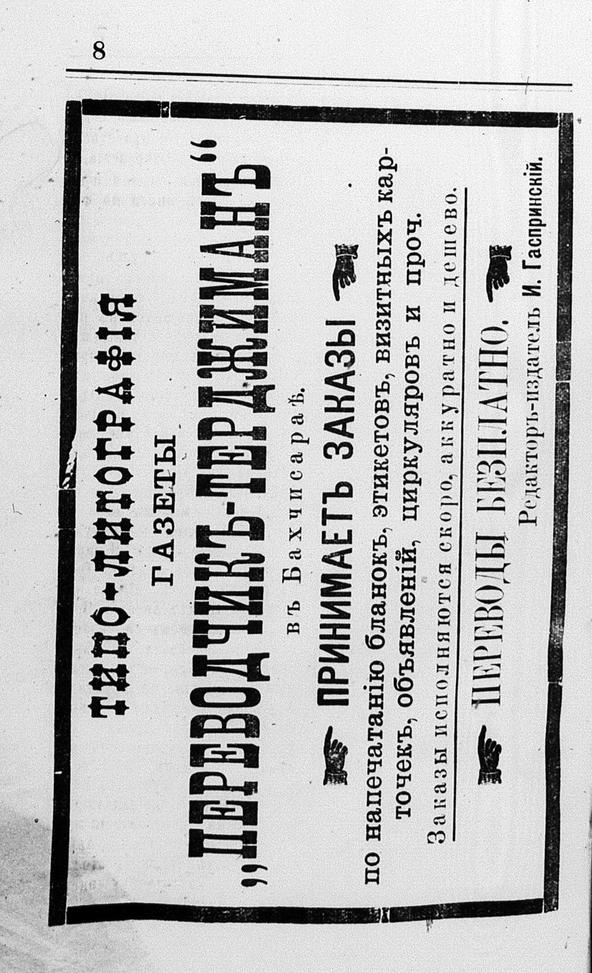 8
ТИПО-ЛИТОГРАФІЯ
ГАЗЕТЫ
„ПЕРЕВОДЧИКЪ-ТЕРДЖИМАНЪ“
въ Бахчисараѣ.
ПРИНИМАЕТЪ ЗАКАЗЫ
по напечатанію бланокъ, этикетовъ, визитныхъ кар-
точекъ, объявленій, циркуляровъ и проч.
Заказы исполняются скоро, аккуратно и дешево.
ПЕРЕВОДЫ БЕЗПЛАТНО.
Редакторъ-издатель И. Гаспринскій.